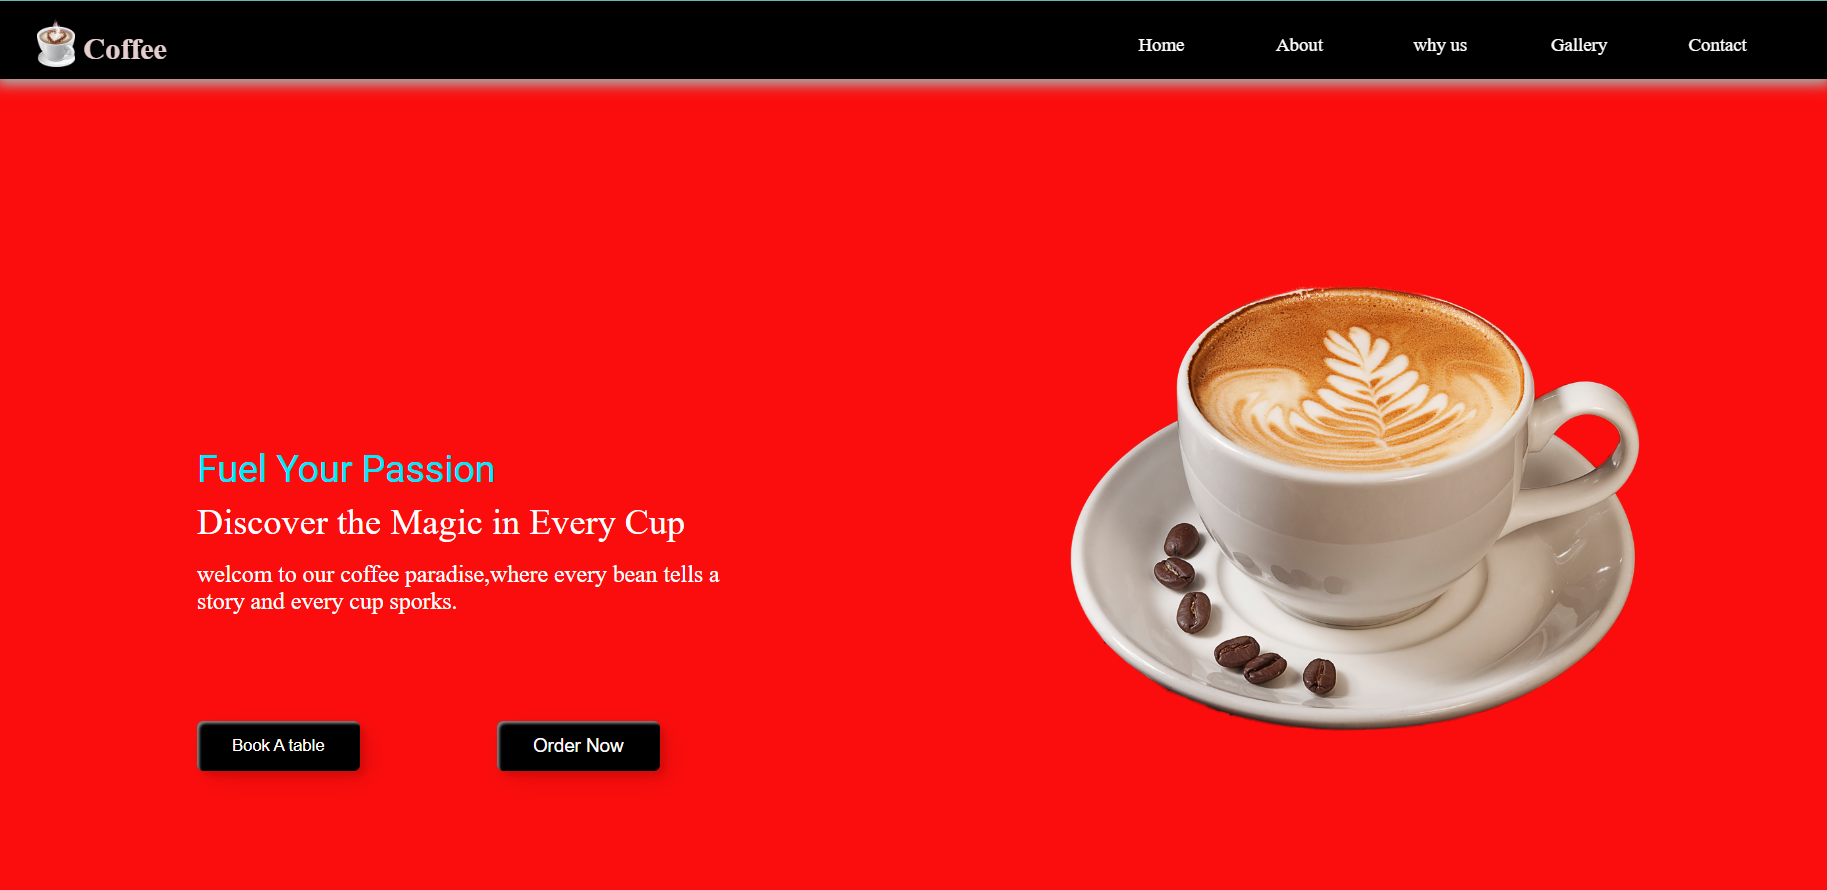 Coffee
Home
About
why us
Gallery
Contact
Fuel Your Passion
Discover the Magic in Every Cup
welcom to our coffee paradise,where every bean tells a
story and every cup sporks.
Book A table
Order Now